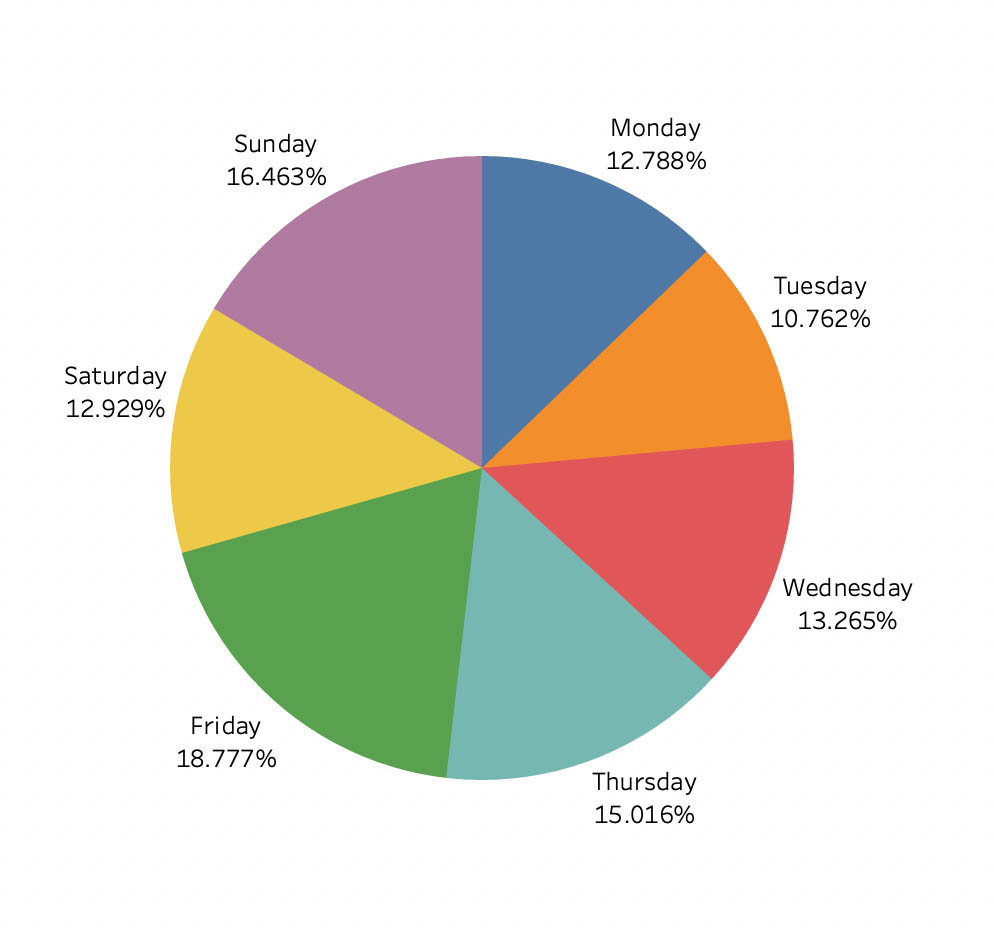 Monday
12.788%
Tuesday
10.762%
Wednesday
13.265%
Thursday
15.016%
Friday
18.777%
Saturday
12.929%
Sunday
16.463%